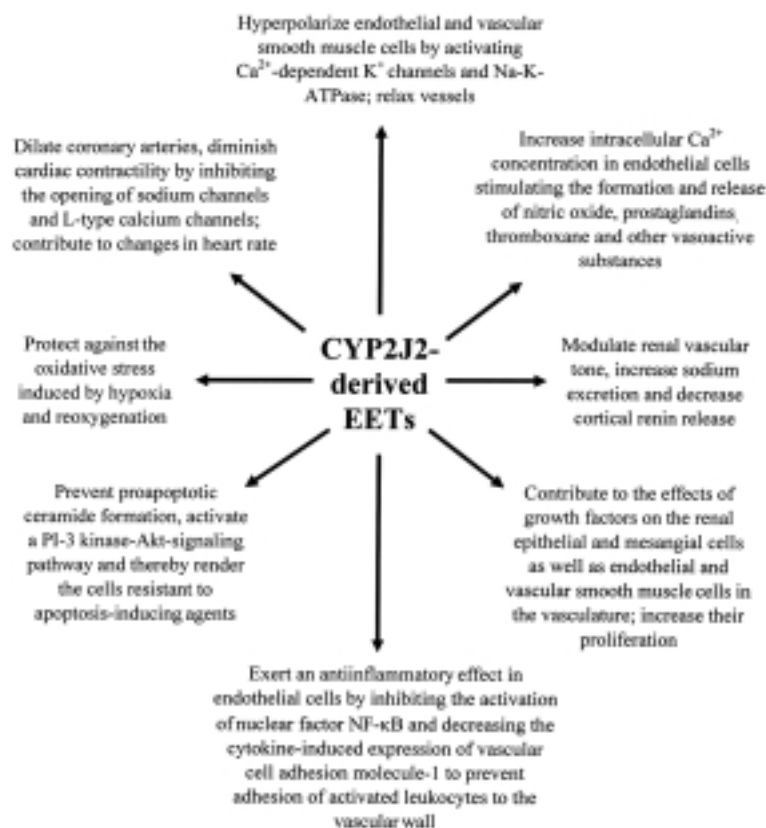 Hyperpolarize endothelial and vascular
smooth muscle cells by activating
Ca²⁺-dependent K⁺ channels and Na-K-
ATPase; relax vessels
Dilate coronary arteries, diminish
cardiac contractility by inhibiting
the opening of sodium channels
and L-type calcium channels;
contribute to changes in heart rate
Increase intracellular Ca²⁺
concentration in endothelial cells
stimulating the formation and release
of nitric oxide, prostaglandins
thromboxane and other vasoactive
substances
Protect against the
oxidative stress
induced by hypoxia
and reoxygenation
CYP2J2-
derived
EETs
Modulate renal vascular
tone, increase sodium
excretion and decrease
cortical renin release
Prevent proapoptotic
ceramide formation, activate
a PI-3 kinase-Akt-signaling
pathway and thereby render
the cells resistant to
apoptosis-inducing agents
Contribute to the effects of
growth factors on the renal
epithelial and mesangial cells
as well as endothelial and
vascular smooth muscle cells in
the vasculature; increase their
proliferation
Exert an antiinflammatory effect in
endothelial cells by inhibiting the activation
of nuclear factor NF-κB and decreasing the
cytokine-induced expression of vascular
cell adhesion molecule-1 to prevent
adhesion of activated leukocytes to the
vascular wall